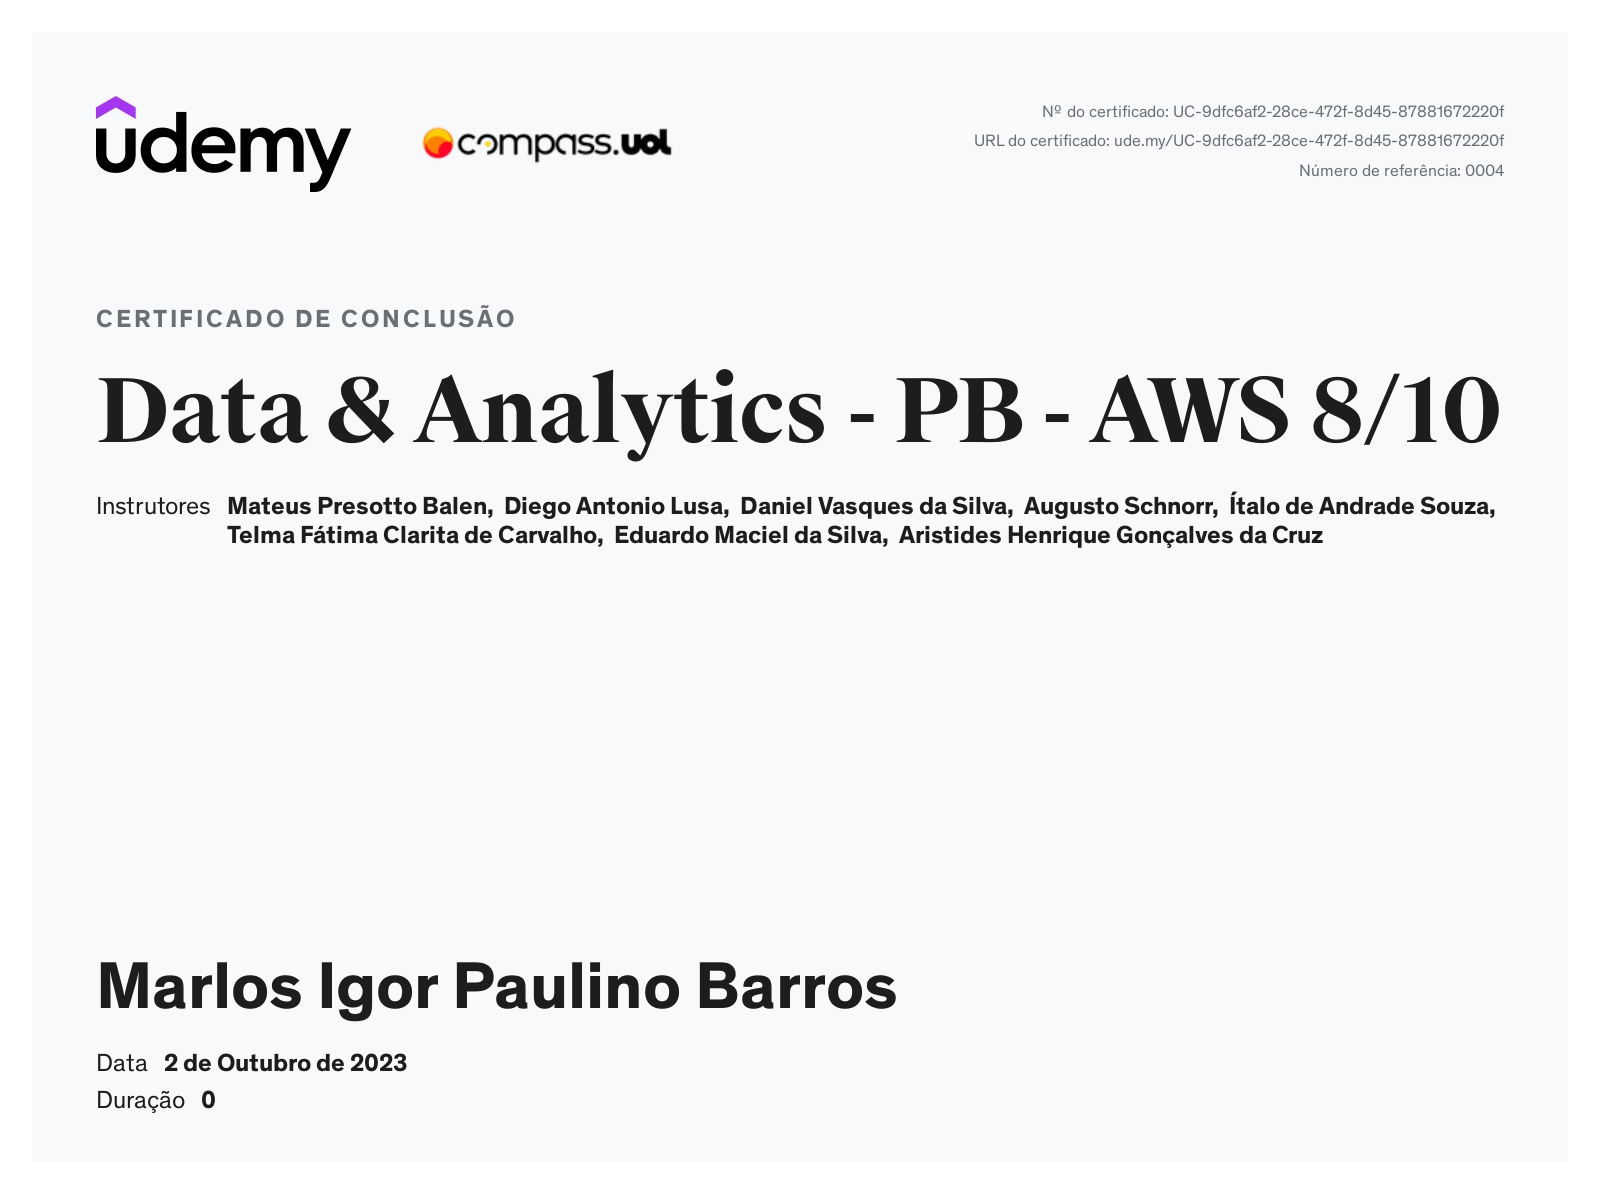 udemy
compass.uol
Nº do certificado: UC-9dfc6af2-28ce-472f-8d45-87881672220f
URL do certificado: ude.my/UC-9dfc6af2-28ce-472f-8d45-87881672220f
Número de referência: 0004
CERTIFICADO DE CONCLUSÃO
Data & Analytics - PB - AWS 8/10
Instrutores Mateus Presotto Balen, Diego Antonio Lusa, Daniel Vasques da Silva, Augusto Schnorr, Ítalo de Andrade Souza,
Telma Fátima Clarita de Carvalho, Eduardo Maciel da Silva, Aristides Henrique Gonçalves da Cruz
Marlos Igor Paulino Barros
Data 2 de Outubro de 2023
Duração 0